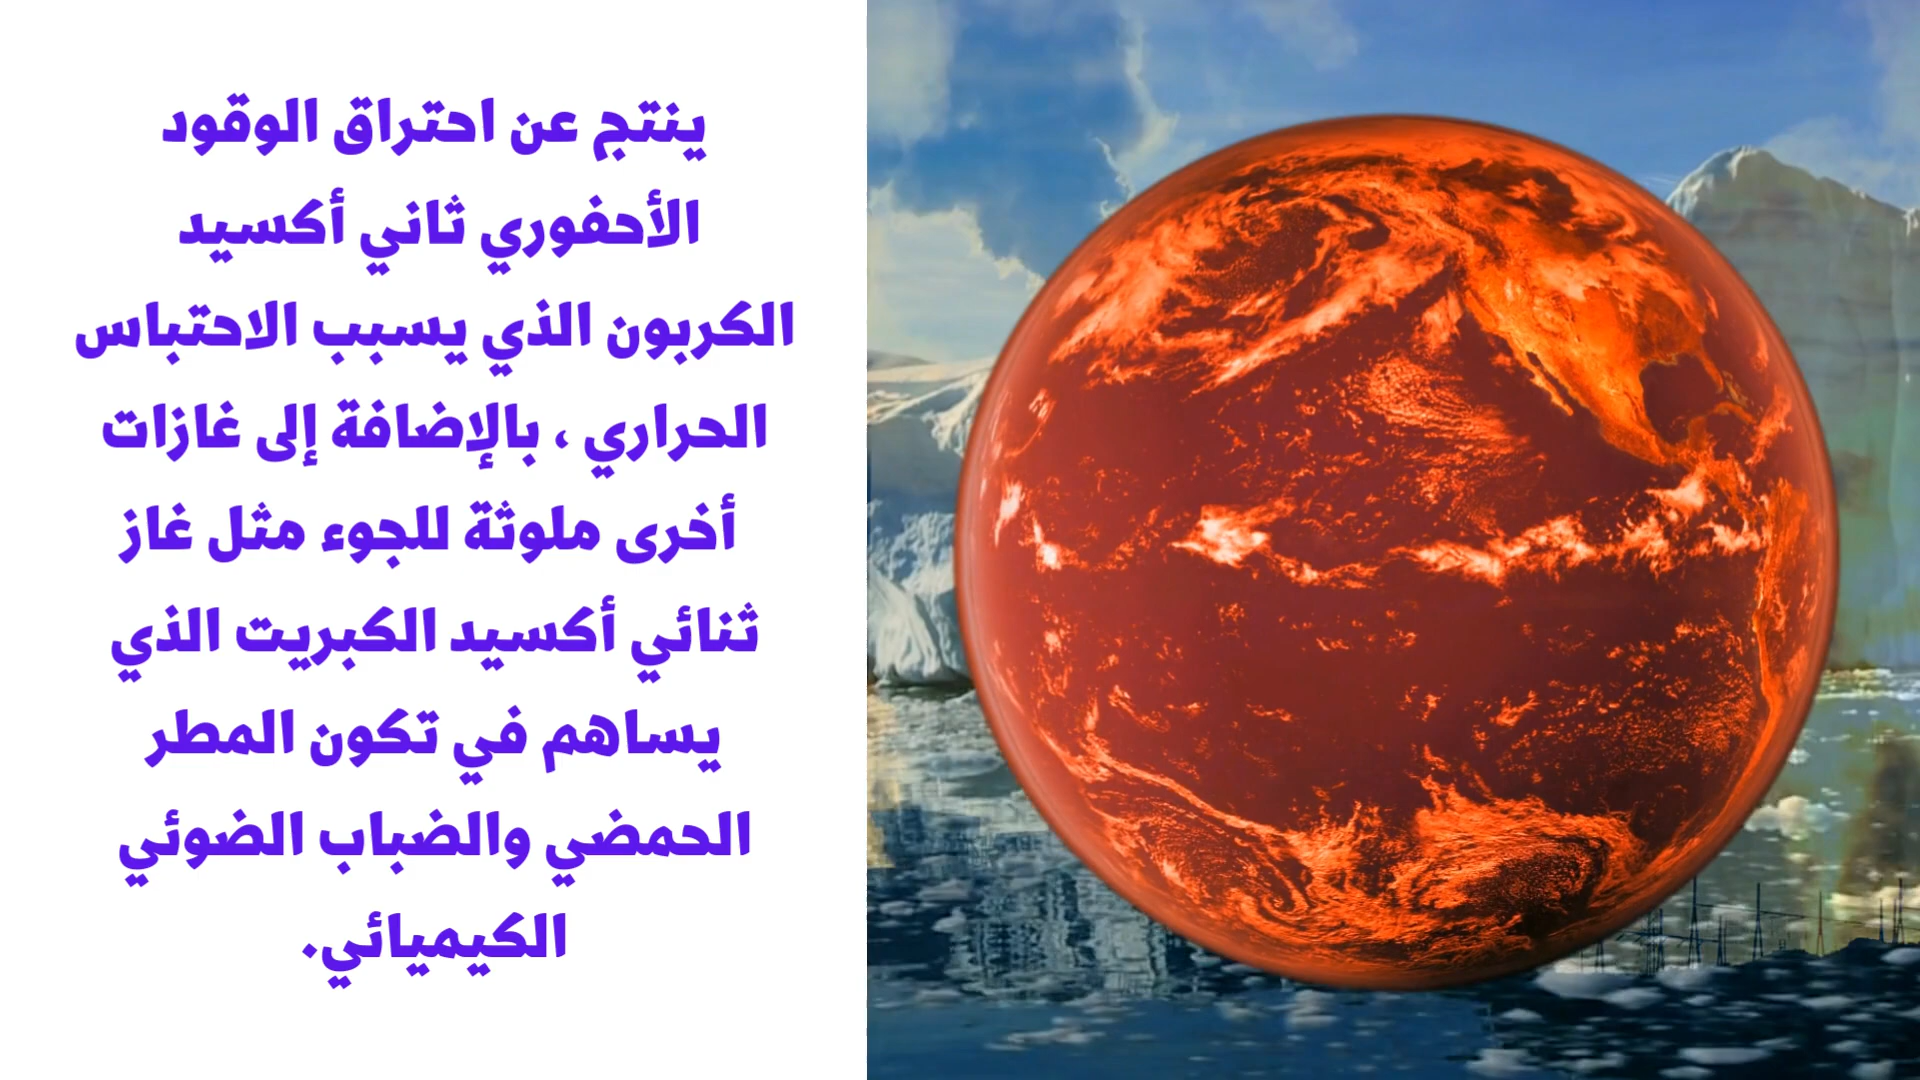 ينتج عن احتراق الوقود
الأحفوري ثاني أكسيد
الكربون الذي يسبب الاحتباس
الحراري ، بالإضافة إلى غازات
أخرى ملوثة للجوء مثل غاز
ثنائي أكسيد الكبريت الذي
يساهم في تكون المطر
الحمضي والضباب الضوئي
الكيميائي.